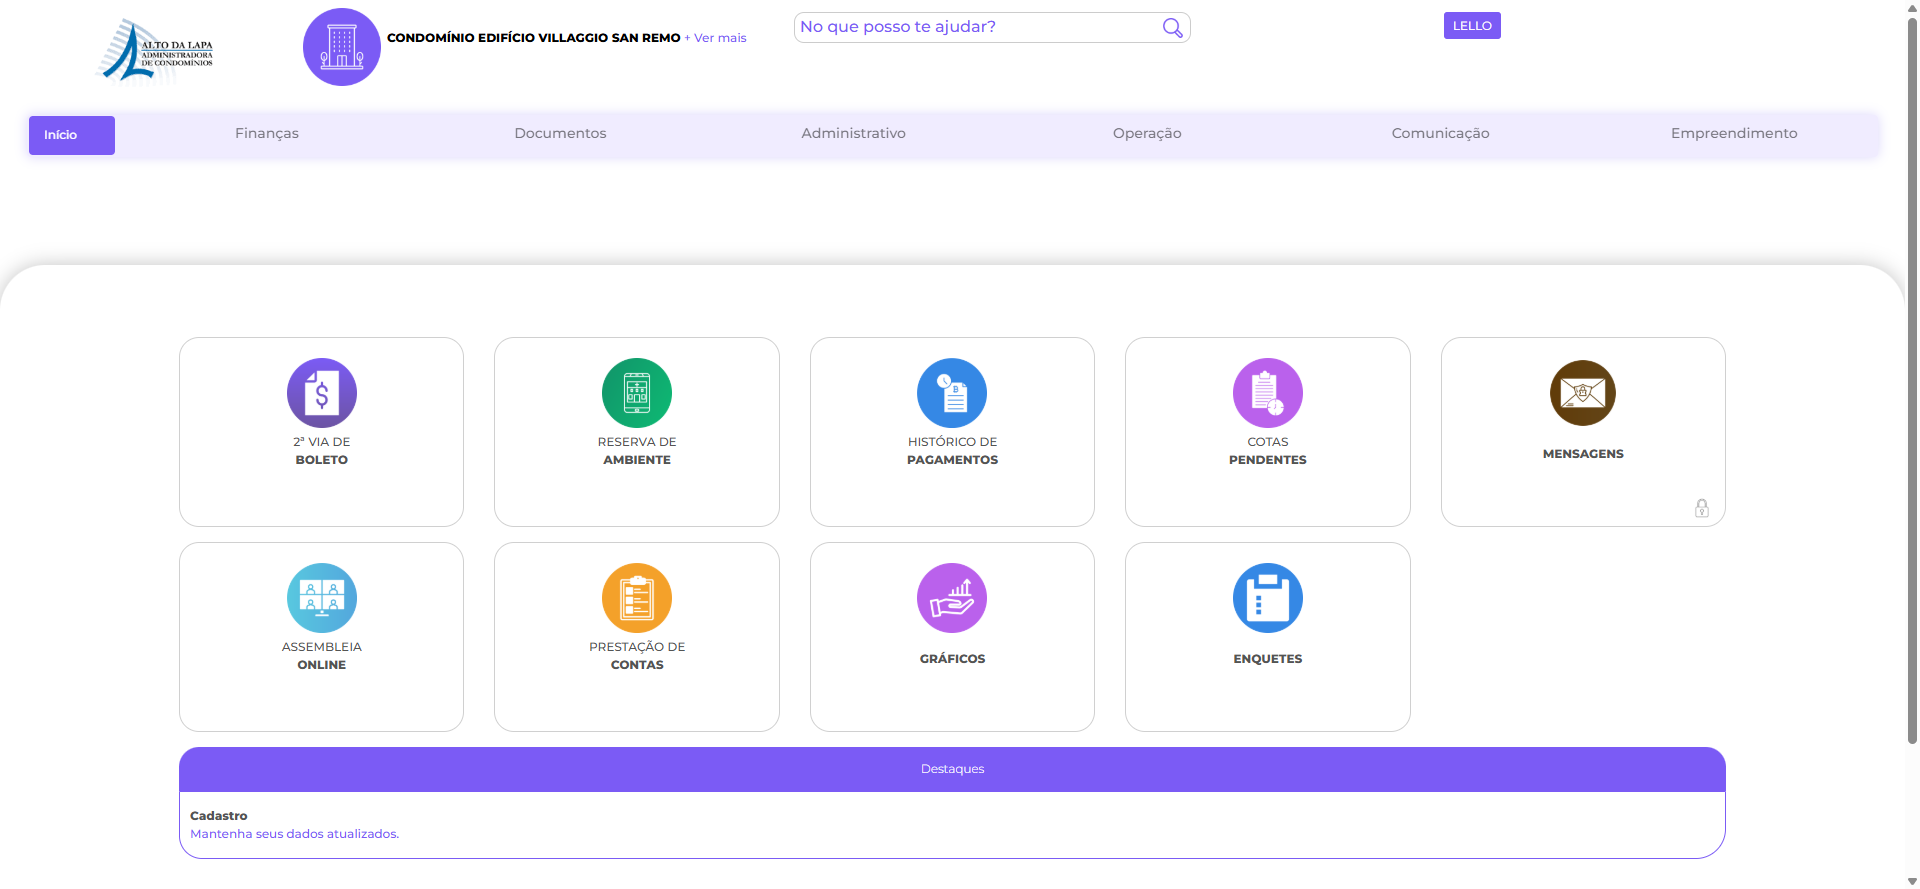 ALTO DA LAPA
ADMINISTRADORA
DE CONDOMÍNIOS
CONDOMÍNIO EDIFÍCIO VILLAGGIO SAN REMO + Ver mais
No que posso te ajudar?
LELLO
Início
Finanças
Documentos
Administrativo
Operação
Comunicação
Empreendimento
2ª VIA DE
BOLETO
RESERVA DE
AMBIENTE
HISTÓRICO DE
PAGAMENTOS
COTAS
PENDENTES
MENSAGENS
ASSEMBLEIA
ONLINE
PRESTAÇÃO DE
CONTAS
GRÁFICOS
ENQUETES
Destaques
Cadastro
Mantenha seus dados atualizados.